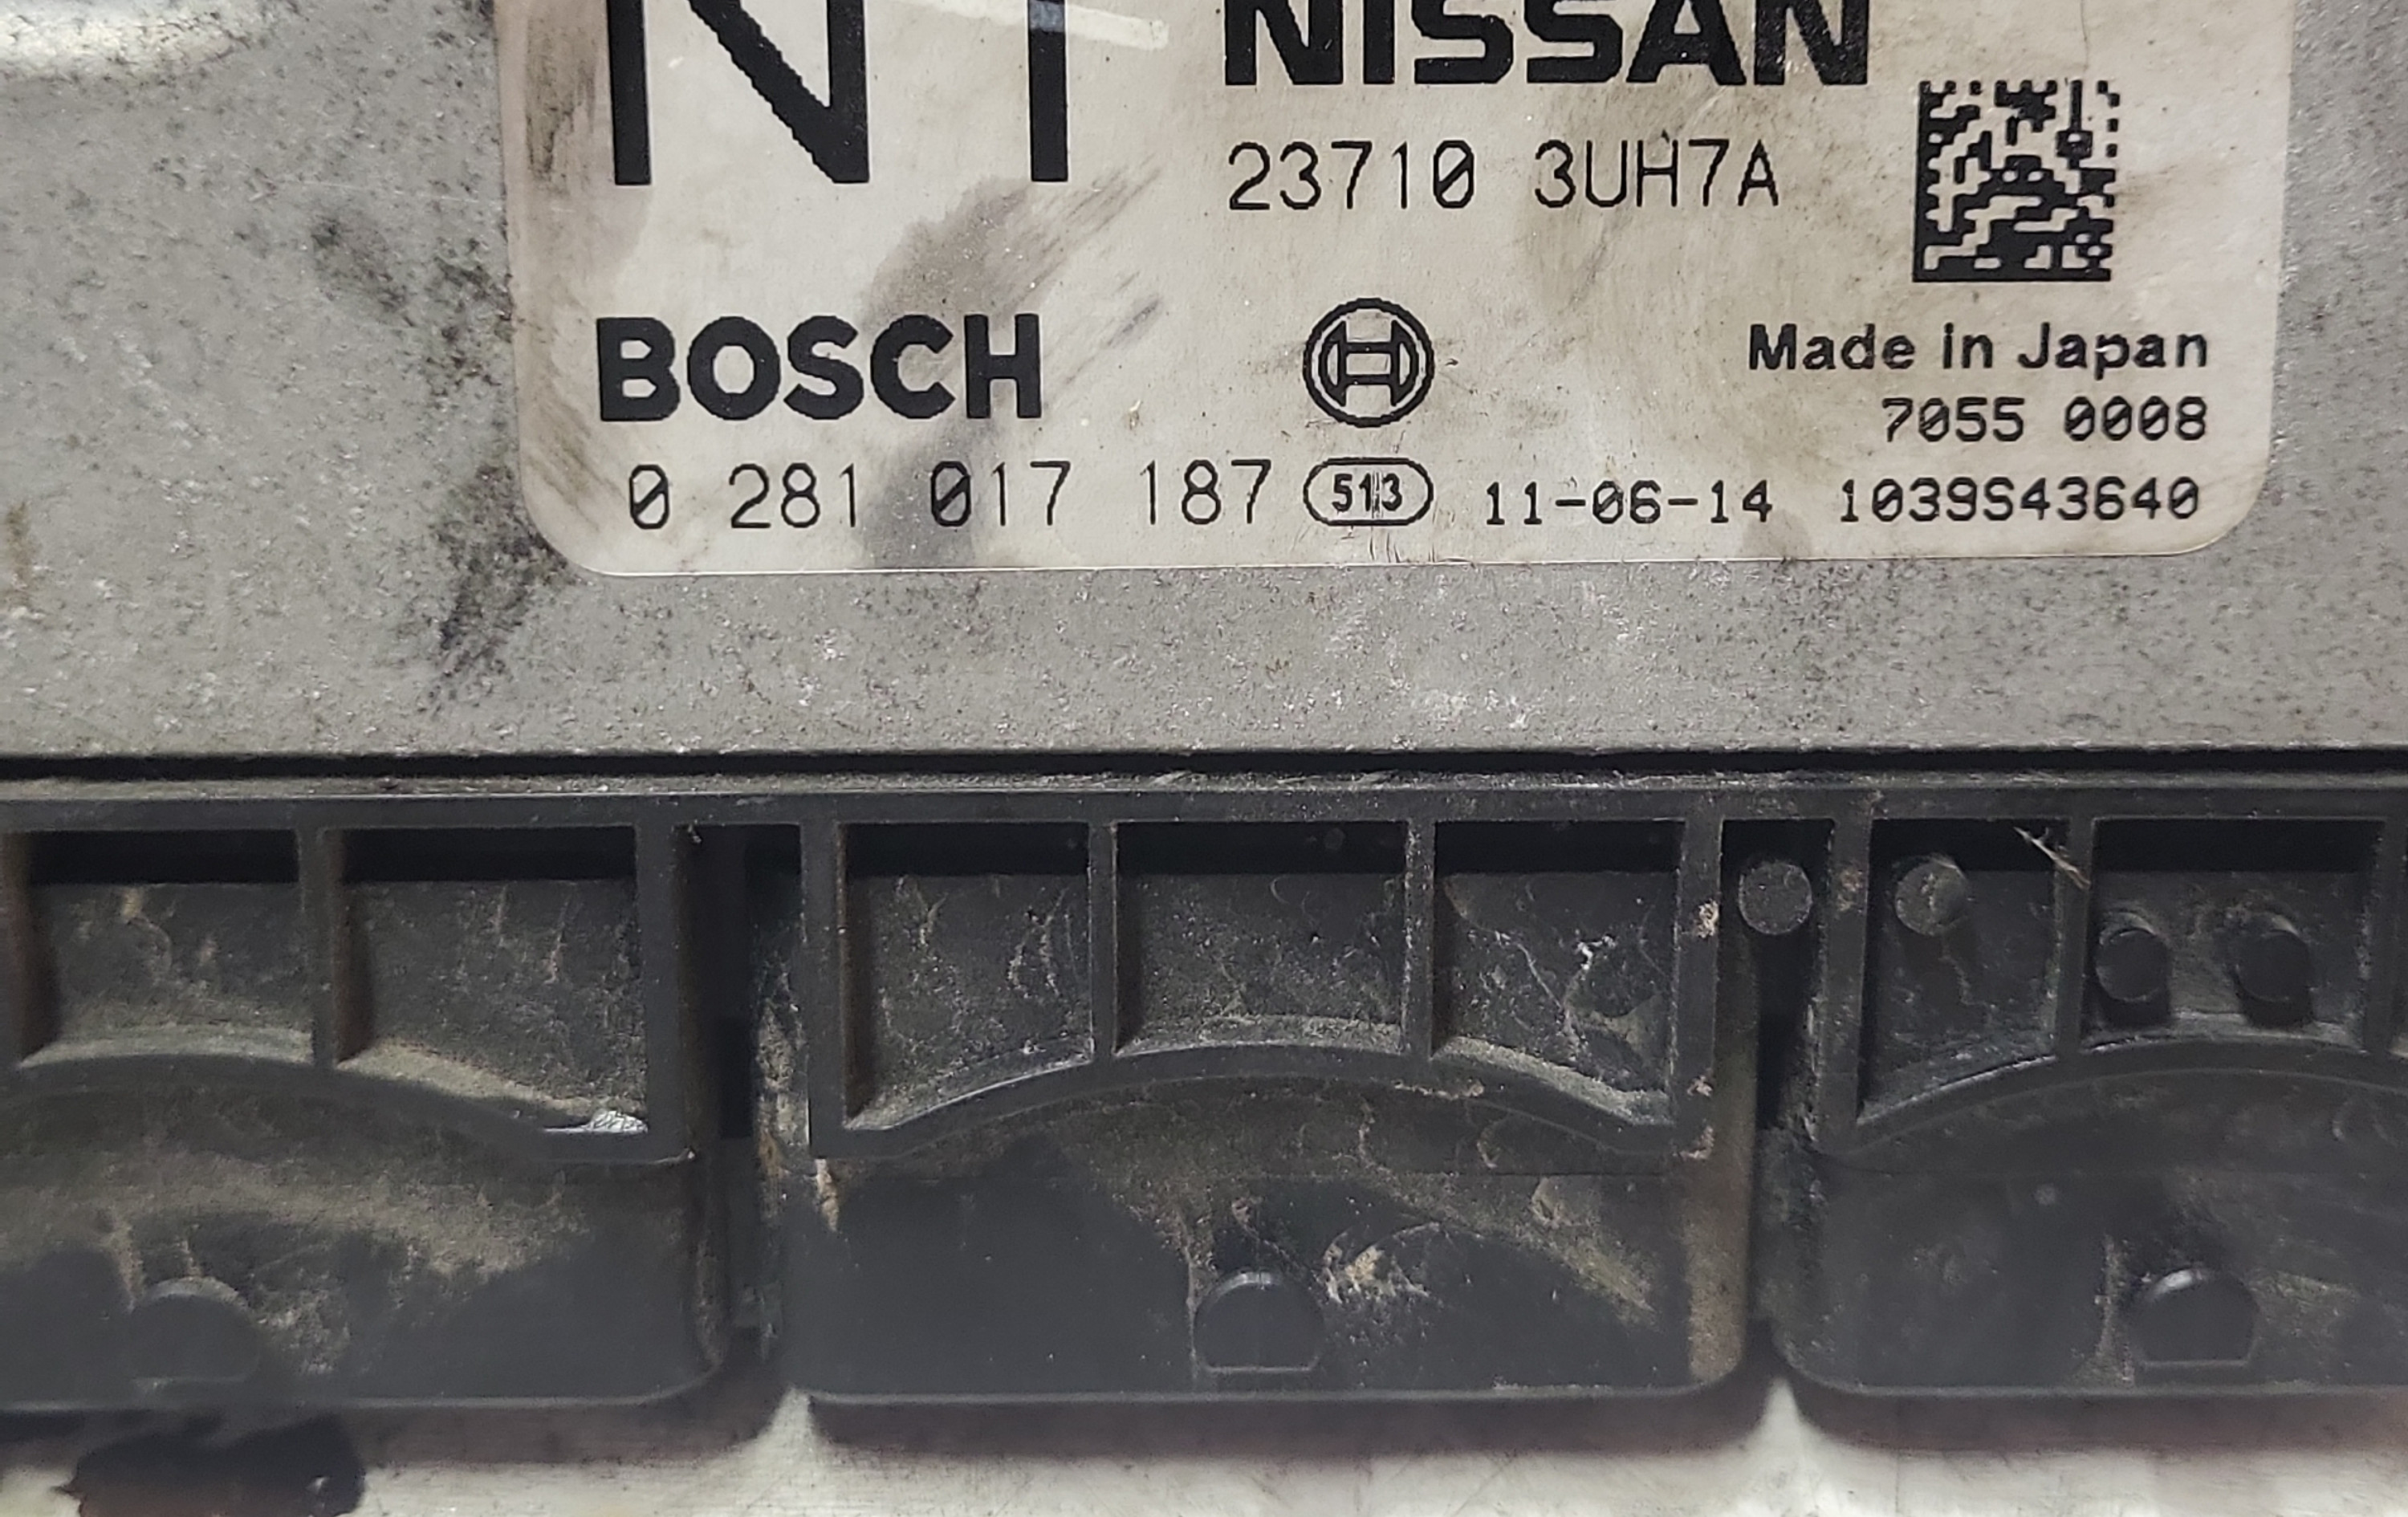 NISSAN
23710 3UH7A
BOSCH
Made in Japan
7055 0008
0 281 017 187 513 11-06-14 1039S43640